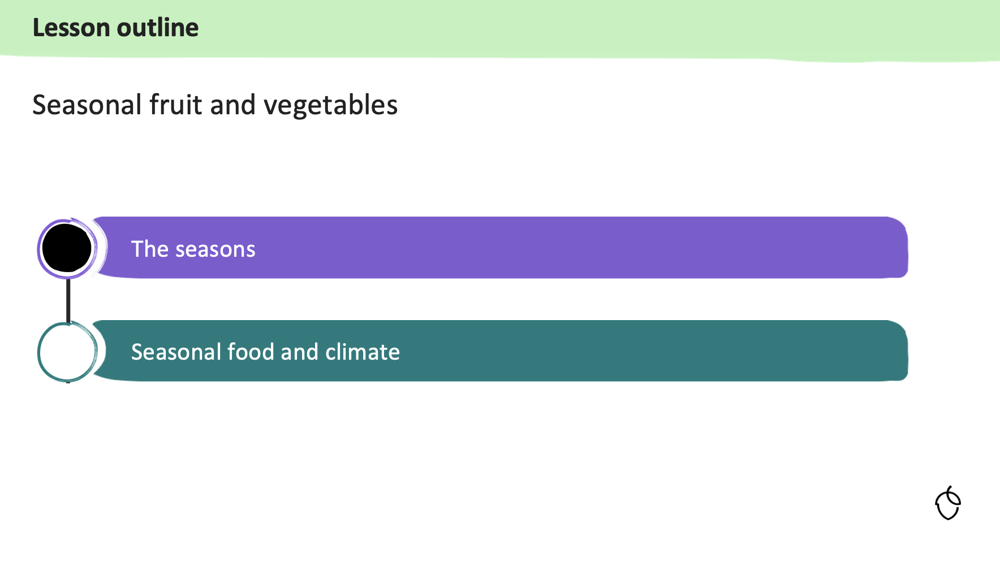 Lesson outline
Seasonal fruit and vegetables
The seasons
Seasonal food and climate